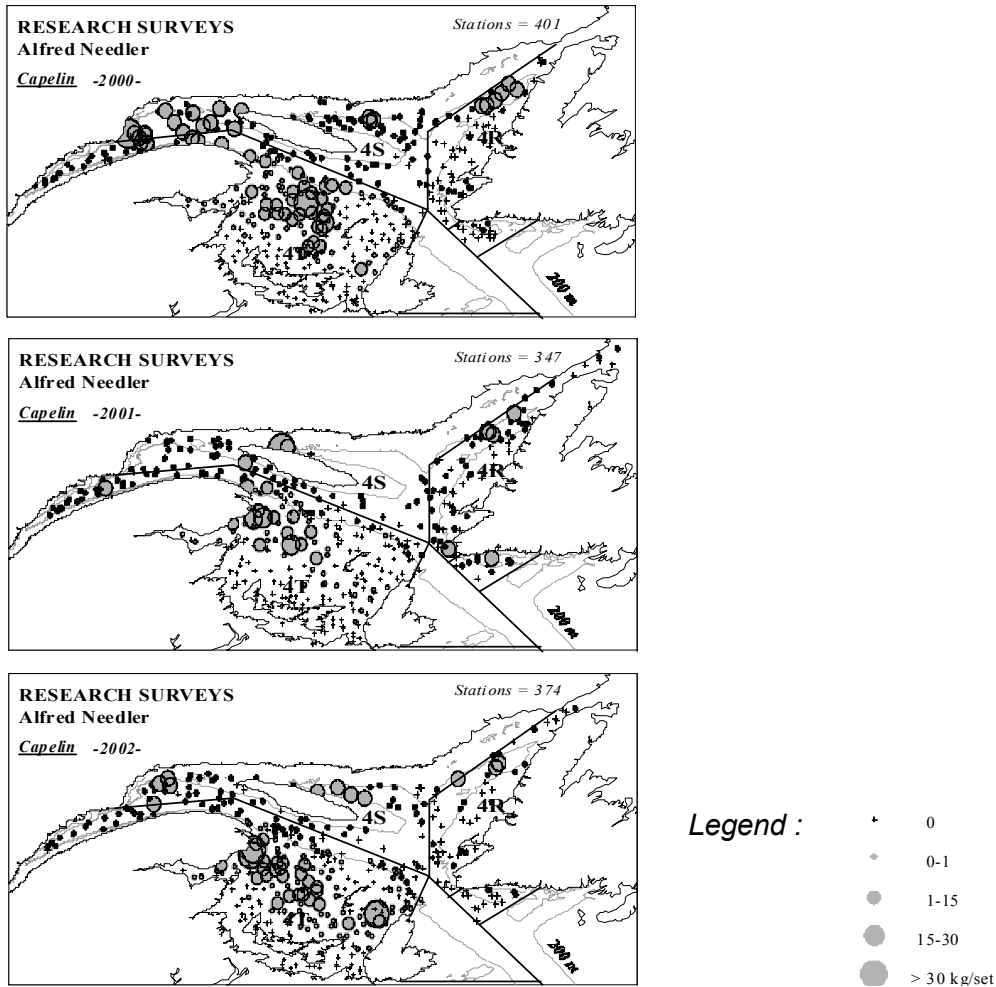 RESEARCH SURVEYS
Stations = 401
Alfred Needler
Capelin -2000-
4S
4R
4T
200 m
RESEARCH SURVEYS
Stations = 347
Alfred Needler
Capelin -2001-
4S
4R
4T
200 m
RESEARCH SURVEYS
Stations = 374
Alfred Needler
Capelin -2002-
4S
4R
4T
200 m
Legend :
0
0-1
1-15
15-30
> 30 kg/set